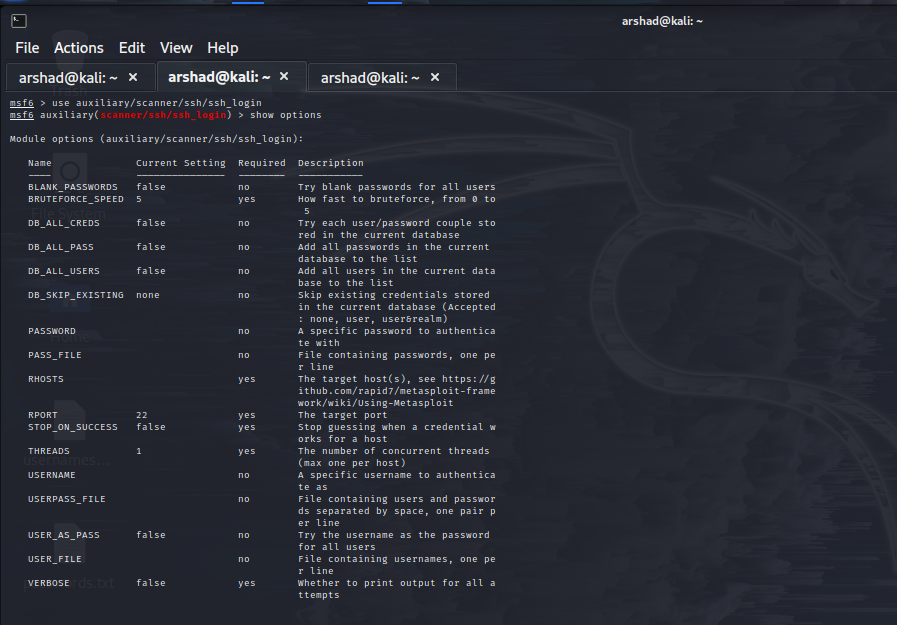 arshad@kali: ~
File Actions Edit View Help
arshad@kali: ~ × arshad@kali: ~ × arshad@kali: ~ ×
msf6 > use auxiliary/scanner/ssh/ssh_login
msf6 auxiliary(scanner/ssh/ssh_login) > show options
Module options (auxiliary/scanner/ssh/ssh_login):
Name Current Setting Required Description
BLANK_PASSWORDS false no Try blank passwords for all users
BRUTEFORCE_SPEED 5 yes How fast to bruteforce, from 0 to
5
DB_ALL_CREDS false no Try each user/password couple sto
red in the current database
DB_ALL_PASS false no Add all passwords in the current
database to the list
DB_ALL_USERS false no Add all users in the current data
base to the list
DB_SKIP_EXISTING none no Skip existing credentials stored
in the current database (Accepted
: none, user, user&realm)
PASSWORD no A specific password to authentica
te with
PASS_FILE no File containing passwords, one pe
r line
RHOSTS yes The target host(s), see https://g
ithub.com/rapid7/metasploit-frame
work/wiki/Using-Metasploit
RPORT 22 yes The target port
STOP_ON_SUCCESS false yes Stop guessing when a credential w
orks for a host
THREADS 1 yes The number of concurrent threads
(max one per host)
USERNAME no A specific username to authentica
te as
USERPASS_FILE no File containing users and passwor
ds separated by space, one pair p
er line
USER_AS_PASS false no Try the username as the password
for all users
USER_FILE no File containing usernames, one pe
r line
VERBOSE false yes Whether to print output for all a
ttempts
Trash
File System
Home
usernames...